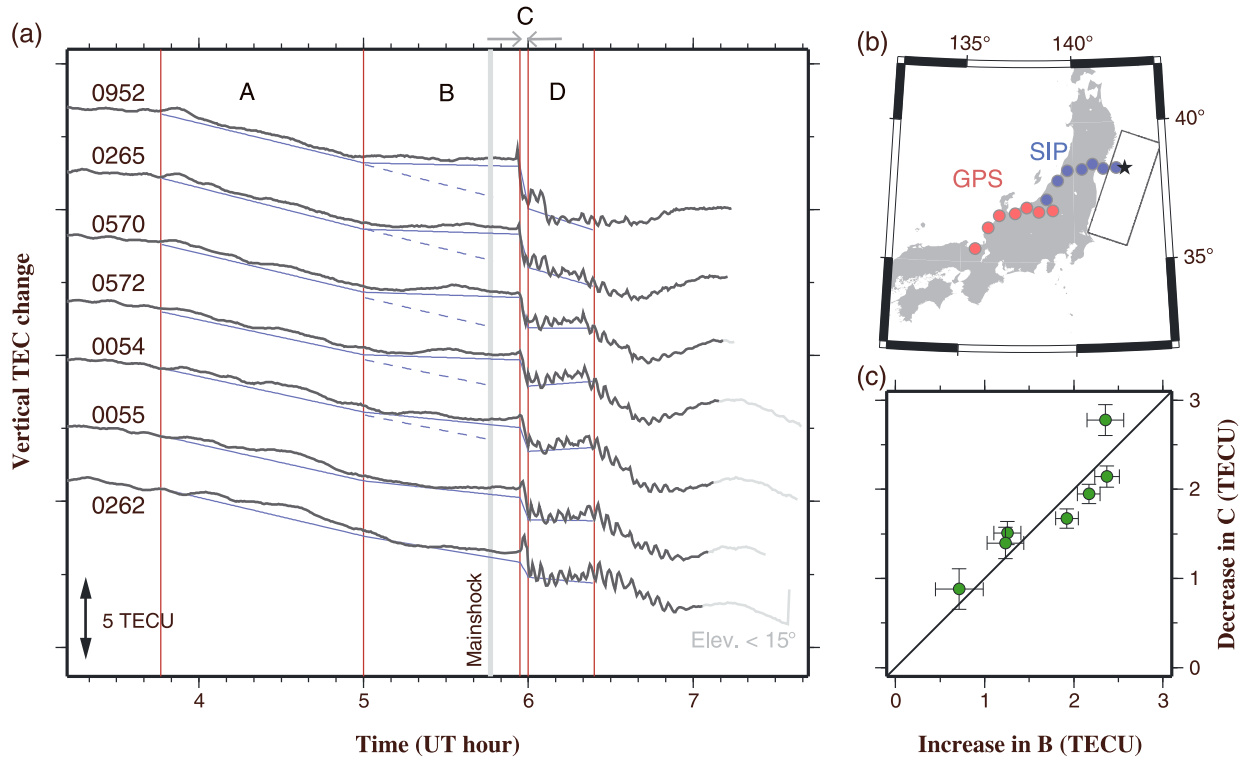 (a)
C
A
B
D
0952
0265
0570
0572
0054
0055
0262
5 TECU
Mainshock
Elev. < 15°
4
5
6
7
Time (UT hour)
Vertical TEC change
(b)
135°
140°
40°
35°
SIP
GPS
(c)
3
2
1
0
0
1
2
3
Increase in B (TECU)
Decrease in C (TECU)